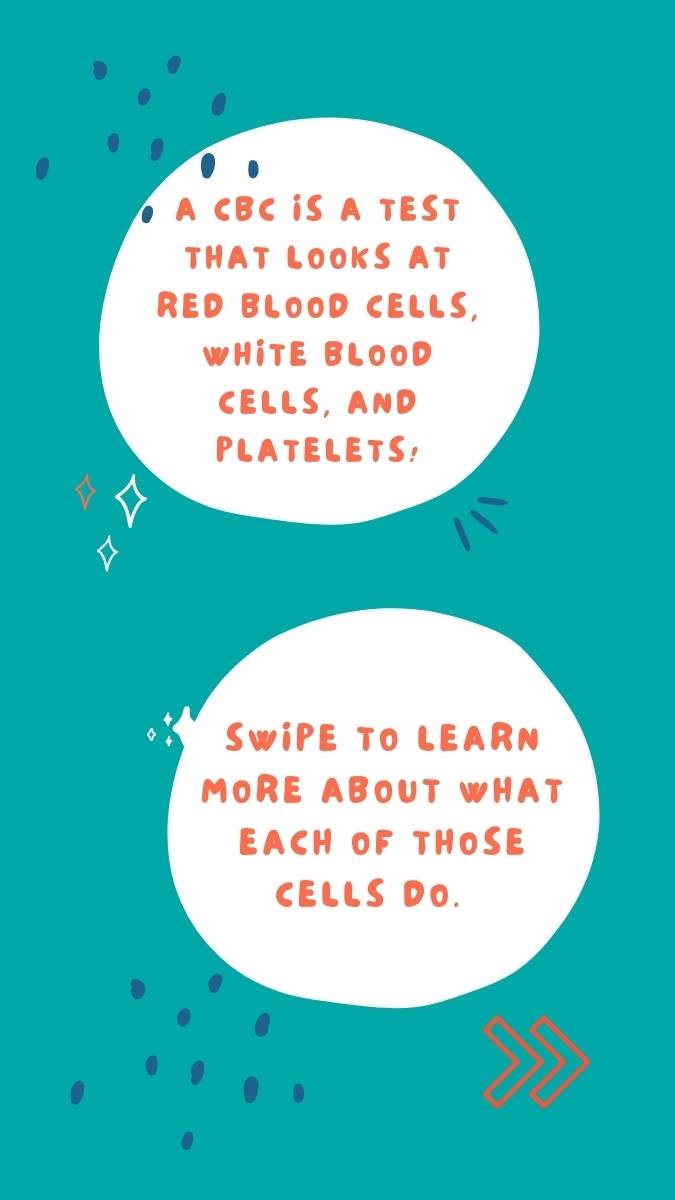 A CBC iS A TEST
THAT LOOKS AT
RED BLOOD CELLS,
WHiTE BLOOD
CELLS, AND
PLATELETS!
SWiPE TO LEARN
MORE ABOUT WHAT
EACH OF THOSE
CELLS DO.